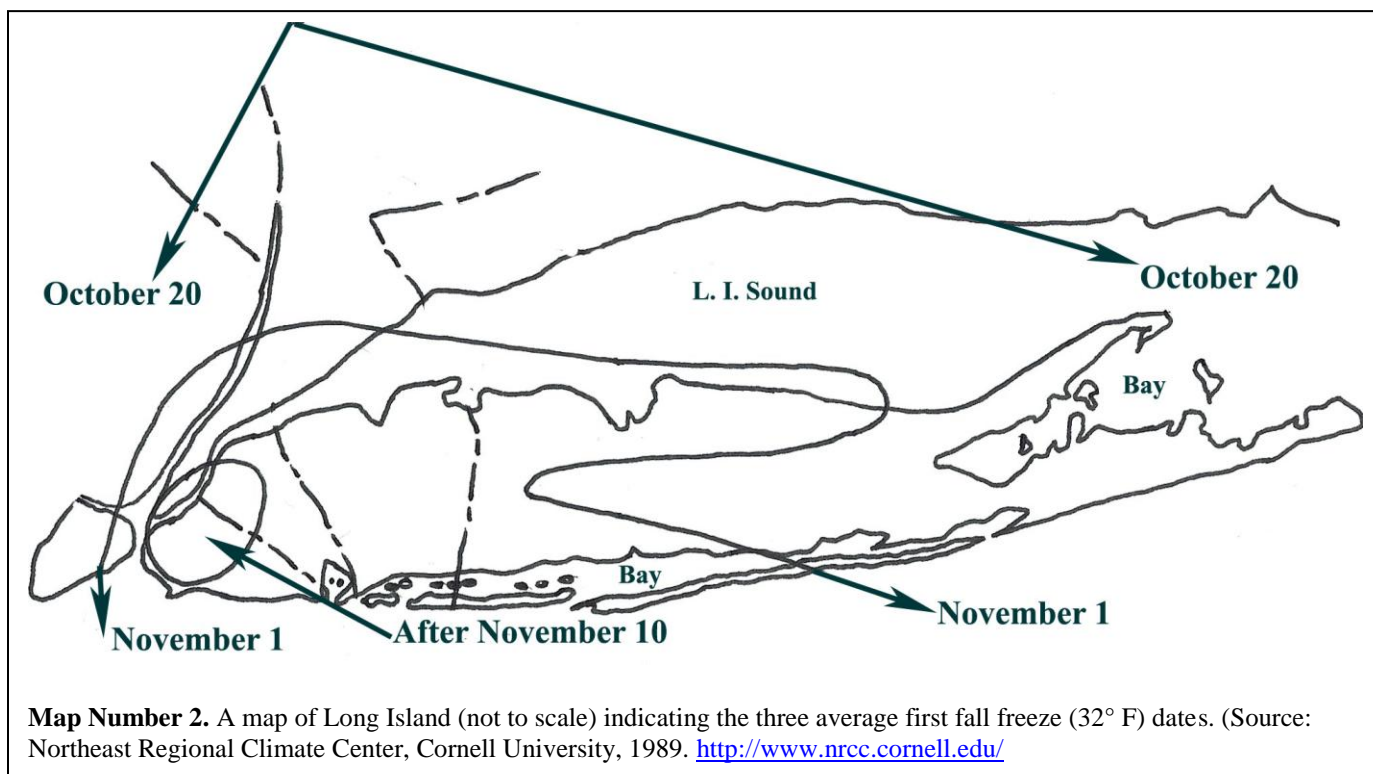 L. I. Sound
October 20
October 20
Bay
Bay
November 1
After November 10
November 1
Map Number 2. A map of Long Island (not to scale) indicating the three average first fall freeze (32° F) dates. (Source:
Northeast Regional Climate Center, Cornell University, 1989. http://www.nrcc.cornell.edu/